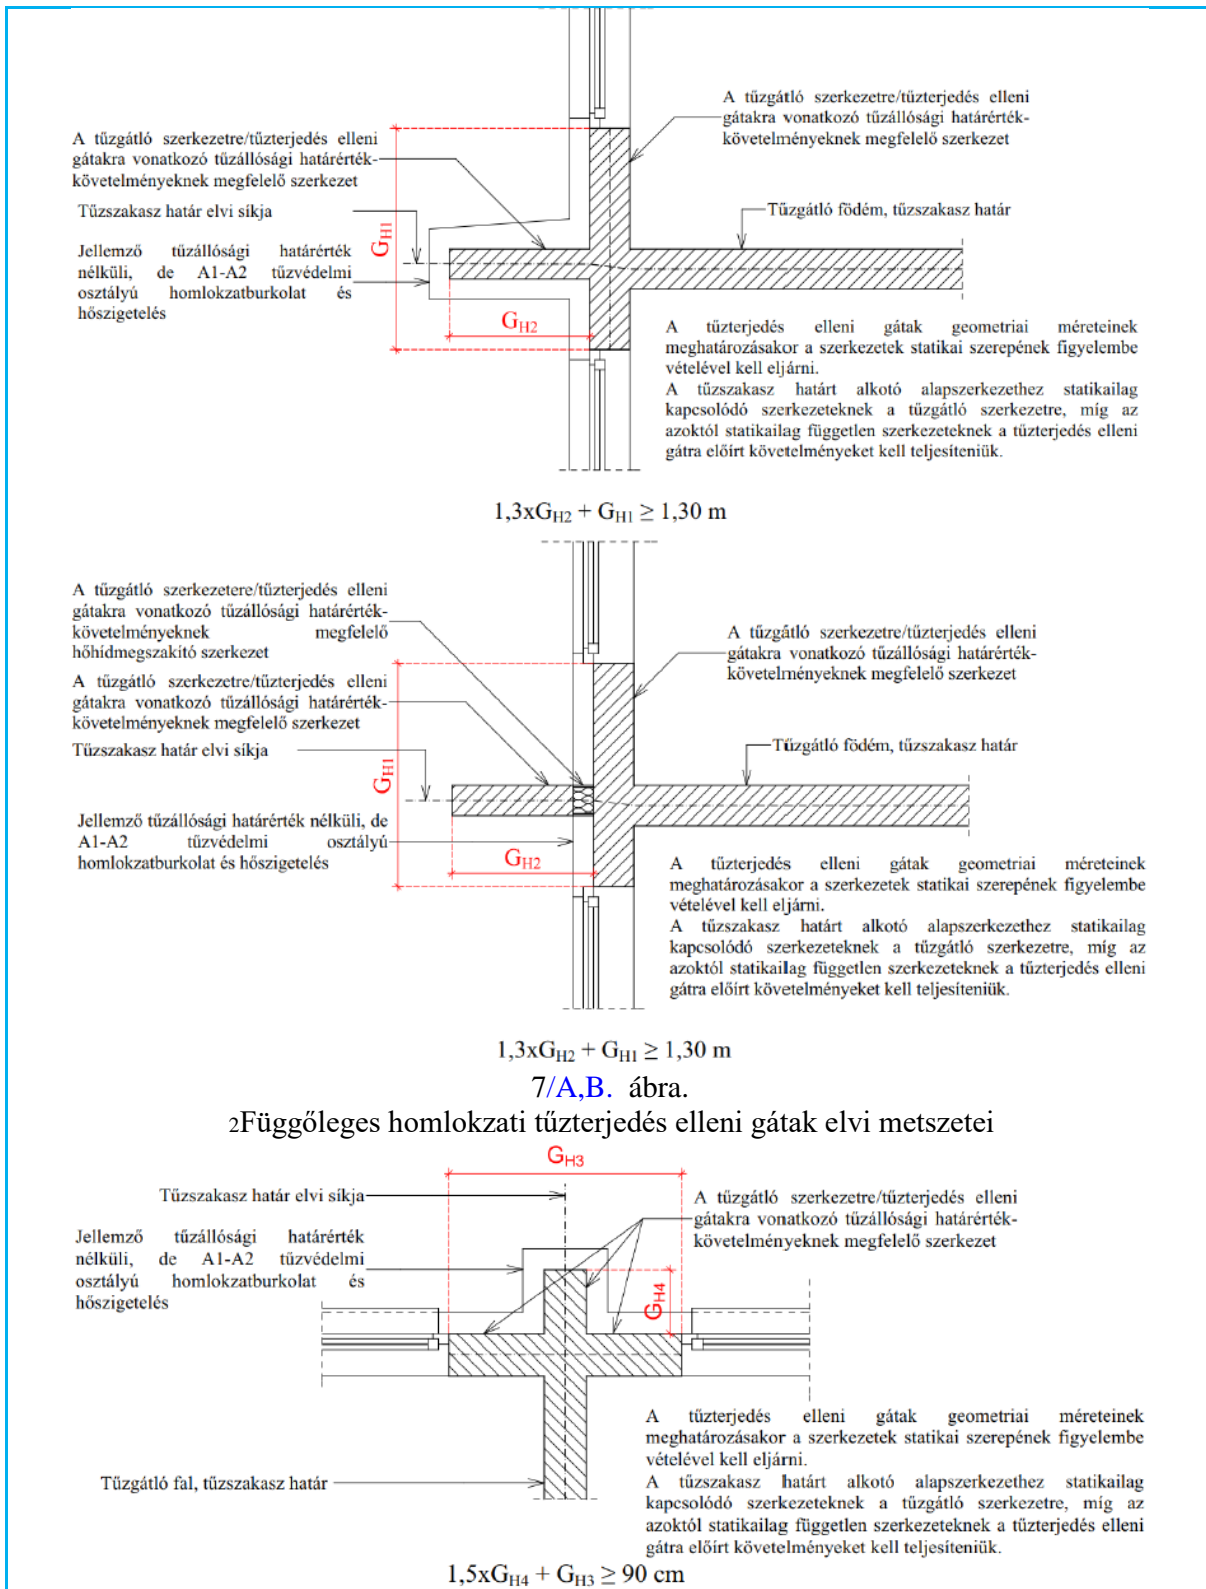 A tűzgátló szerkezetre/tűzterjedés elleni
gátakra vonatkozó tűzállósági határérték-
követelményeknek megfelelő szerkezet
A tűzgátló szerkezetre/tűzterjedés elleni
gátakra vonatkozó tűzállósági határérték-
követelményeknek megfelelő szerkezet
Tűzszakasz határ elvi síkja
Tűzgátló födém, tűzszakasz határ
Jellemző tűzállósági határérték
nélküli, de A1-A2 tűzvédelmi
osztályú homlokzatburkolat és
hőszigetelés
GH1
GH2
A tűzterjedés elleni gátak geometriai méreteinek
meghatározásakor a szerkezetek statikai szerepének figyelembe
vételével kell eljárni.
A tűzszakasz határt alkotó alapszerkezethez statikailag
kapcsolódó szerkezeteknek a tűzgátló szerkezetre, míg az
azoktól statikailag független szerkezeteknek a tűzterjedés elleni
gátra előírt követelményeket kell teljesíteniük.
1,3xGH2 + GH1 ≥ 1,30 m
A tűzgátló szerkezetere/tűzterjedés elleni
gátakra vonatkozó tűzállósági határérték-
követelményeknek megfelelő
hőhídmegszakító szerkezet
A tűzgátló szerkezetre/tűzterjedés elleni
gátakra vonatkozó tűzállósági határérték-
követelményeknek megfelelő szerkezet
A tűzgátló szerkezetre/tűzterjedés elleni
gátakra vonatkozó tűzállósági határérték-
követelményeknek megfelelő szerkezet
Tűzszakasz határ elvi síkja
Tűzgátló födém, tűzszakasz határ
GH1
Jellemző tűzállósági határérték nélküli, de
A1-A2 tűzvédelmi osztályú
homlokzatburkolat és hőszigetelés
GH2
A tűzterjedés elleni gátak geometriai méreteinek
meghatározásakor a szerkezetek statikai szerepének figyelembe
vételével kell eljárni.
A tűzszakasz határt alkotó alapszerkezethez statikailag
kapcsolódó szerkezeteknek a tűzgátló szerkezetre, míg az
azoktól statikailag független szerkezeteknek a tűzterjedés elleni
gátra előírt követelményeket kell teljesíteniük.
1,3xGH2 + GH1 ≥ 1,30 m
7/A,B. ábra.
2Függőleges homlokzati tűzterjedés elleni gátak elvi metszetei
GH3
Tűzszakasz határ elvi síkja
A tűzgátló szerkezetre/tűzterjedés elleni
gátakra vonatkozó tűzállósági határérték-
követelményeknek megfelelő szerkezet
Jellemző tűzállósági határérték
nélküli, de A1-A2 tűzvédelmi
osztályú homlokzatburkolat és
hőszigetelés
GH4
A tűzterjedés elleni gátak geometriai méreteinek
meghatározásakor a szerkezetek statikai szerepének figyelembe
vételével kell eljárni.
A tűzszakasz határt alkotó alapszerkezethez statikailag
kapcsolódó szerkezeteknek a tűzgátló szerkezetre, míg az
azoktól statikailag független szerkezeteknek a tűzterjedés elleni
gátra előírt követelményeket kell teljesíteniük.
Tűzgátló fal, tűzszakasz határ
1,5xGH4 + GH3 ≥ 90 cm